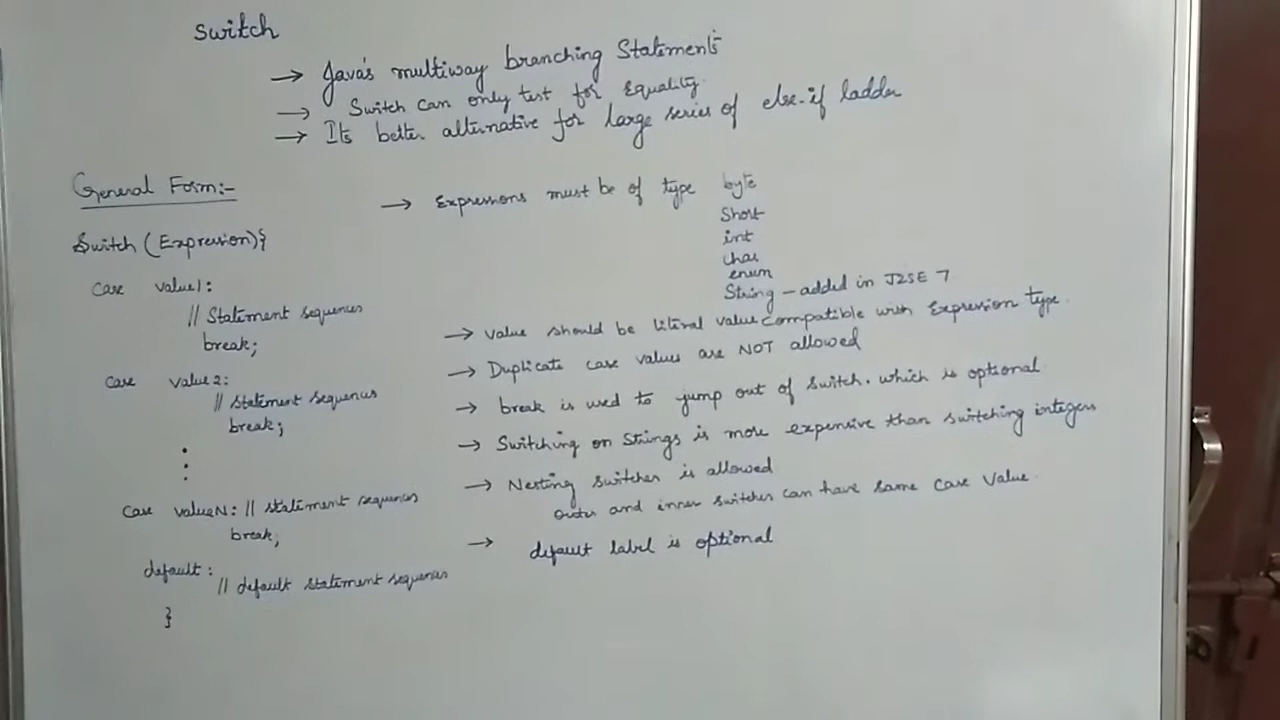 Switch
→ Java's multiway branching Statements
→ Switch can only test for Equality.
→ Its better alternative for large series of else-if ladder
General Form:-
Switch (Expression){
case value1:
// Statement sequences
break;
case value2:
// statement sequenus
break;
.
.
.
case valueN: // statement sequences
break;
default:
// default statement sequenus
}
→ Expressions must be of type byte
Short
int
char
enum
String – added in J2SE 7
→ value should be literal value compatible with Expression type.
→ Duplicate case values are NOT allowed
→ break is used to jump out of switch. which is optional
→ Switching on Strings is more expensive than switching integers
→ Nesting switches is allowed
outer and inner switches can have same case value.
→ default label is optional